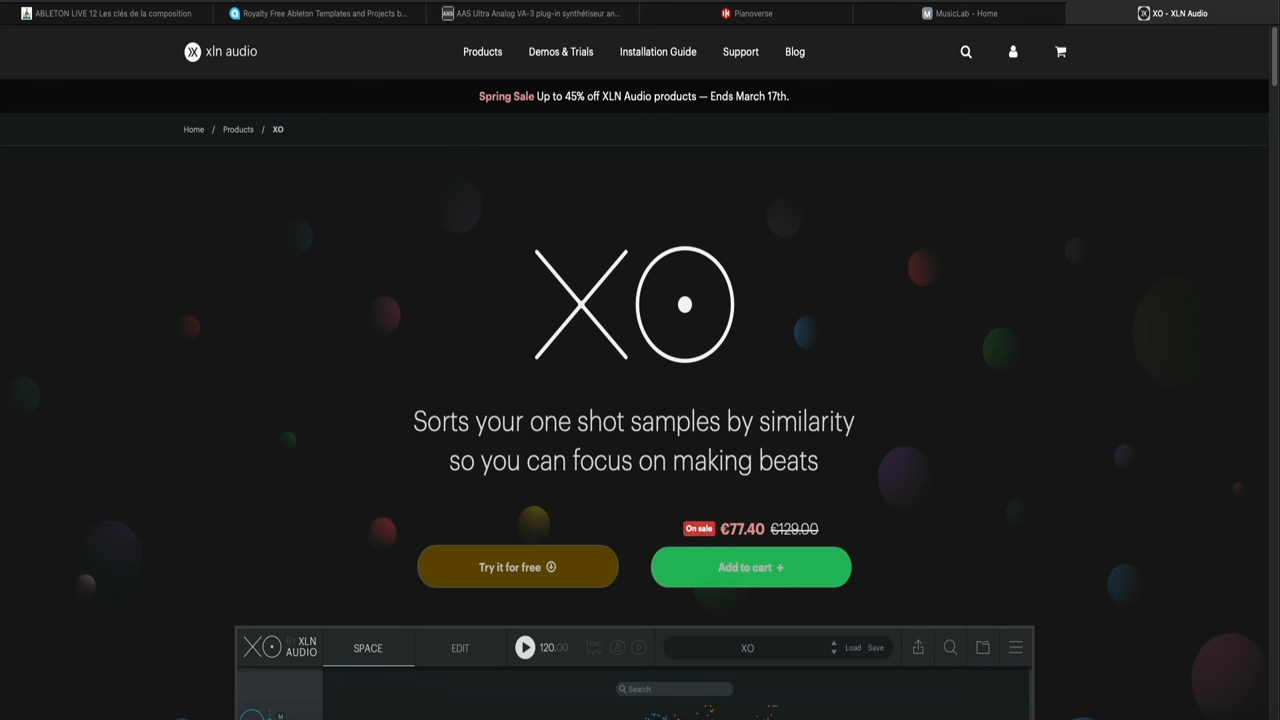 ABLETON LIVE 12 Les clés de la composition
Royalty Free Ableton Templates and Projects b...
AAS Ultra Analog VA-3 plug-in synthétiseur an...
Pianoverse
MusicLab - Home
XO - XLN Audio
xln audio
Products
Demos & Trials
Installation Guide
Support
Blog
Spring Sale Up to 45% off XLN Audio products — Ends March 17th.
Home / Products / XO
XO
Sorts your one shot samples by similarity
so you can focus on making beats
On sale €77.40 €129.00
Try it for free
Add to cart +
XO BY XLN AUDIO
SPACE
EDIT
120.00
Host Sync
XO
Load
Save
Search
M